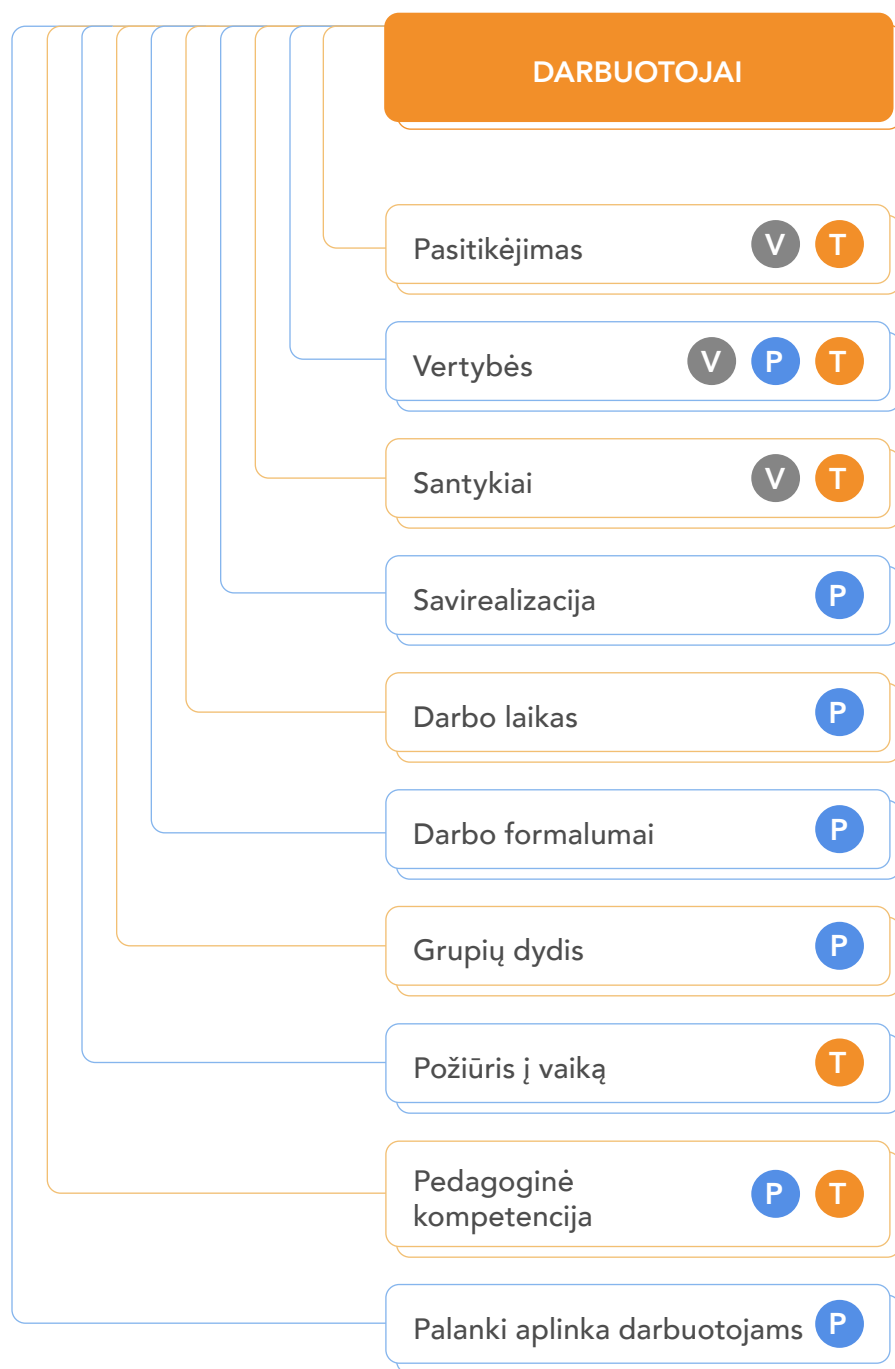 DARBUOTOJAI
Pasitikėjimas V T
Vertybės V P T
Santykiai V T
Savirealizacija P
Darbo laikas P
Darbo formalumai P
Grupių dydis P
Požiūris į vaiką T
Pedagoginė
kompetencija P T
Palanki aplinka darbuotojams P